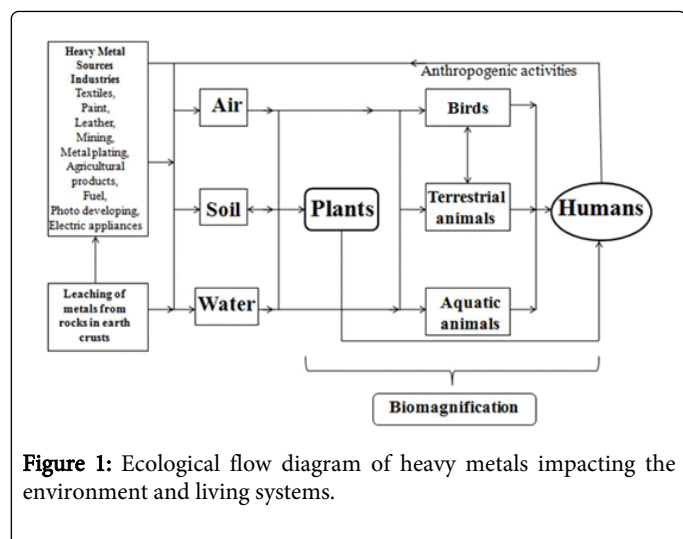 Heavy Metal
Sources
Industries
Textiles,
Paint,
Leather,
Mining,
Metal plating,
Agricultural
products,
Fuel,
Photo developing,
Electric appliances
Anthropogenic activities
Air
Birds
Soil
Plants
Terrestrial
animals
Humans
Leaching of
metals from
rocks in earth
crusts
Water
Aquatic
animals
Biomagnification
Figure 1: Ecological flow diagram of heavy metals impacting the
environment and living systems.